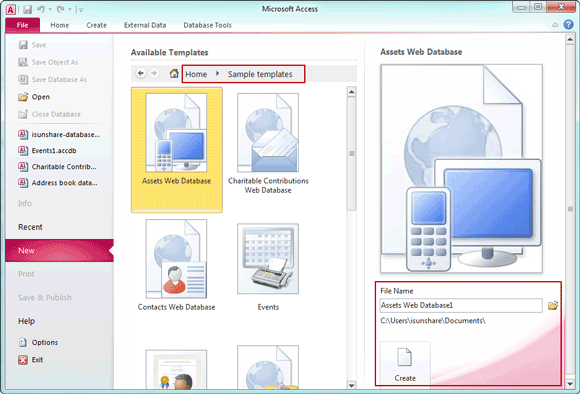 Microsoft Access
File
Home
Create
External Data
Database Tools
Save
Save Object As
Save Database As
Open
Close Database
isunshare-database...
Events1.accdb
Charitable Contrib...
Address book data...
Info
Recent
New
Print
Save & Publish
Help
Options
Exit
Available Templates
Home
Sample templates
Assets Web Database
Charitable Contributions
Web Database
Contacts Web Database
Events
Assets Web Database
File Name
Assets Web Database1
C:\Users\isunshare\Documents\
Create